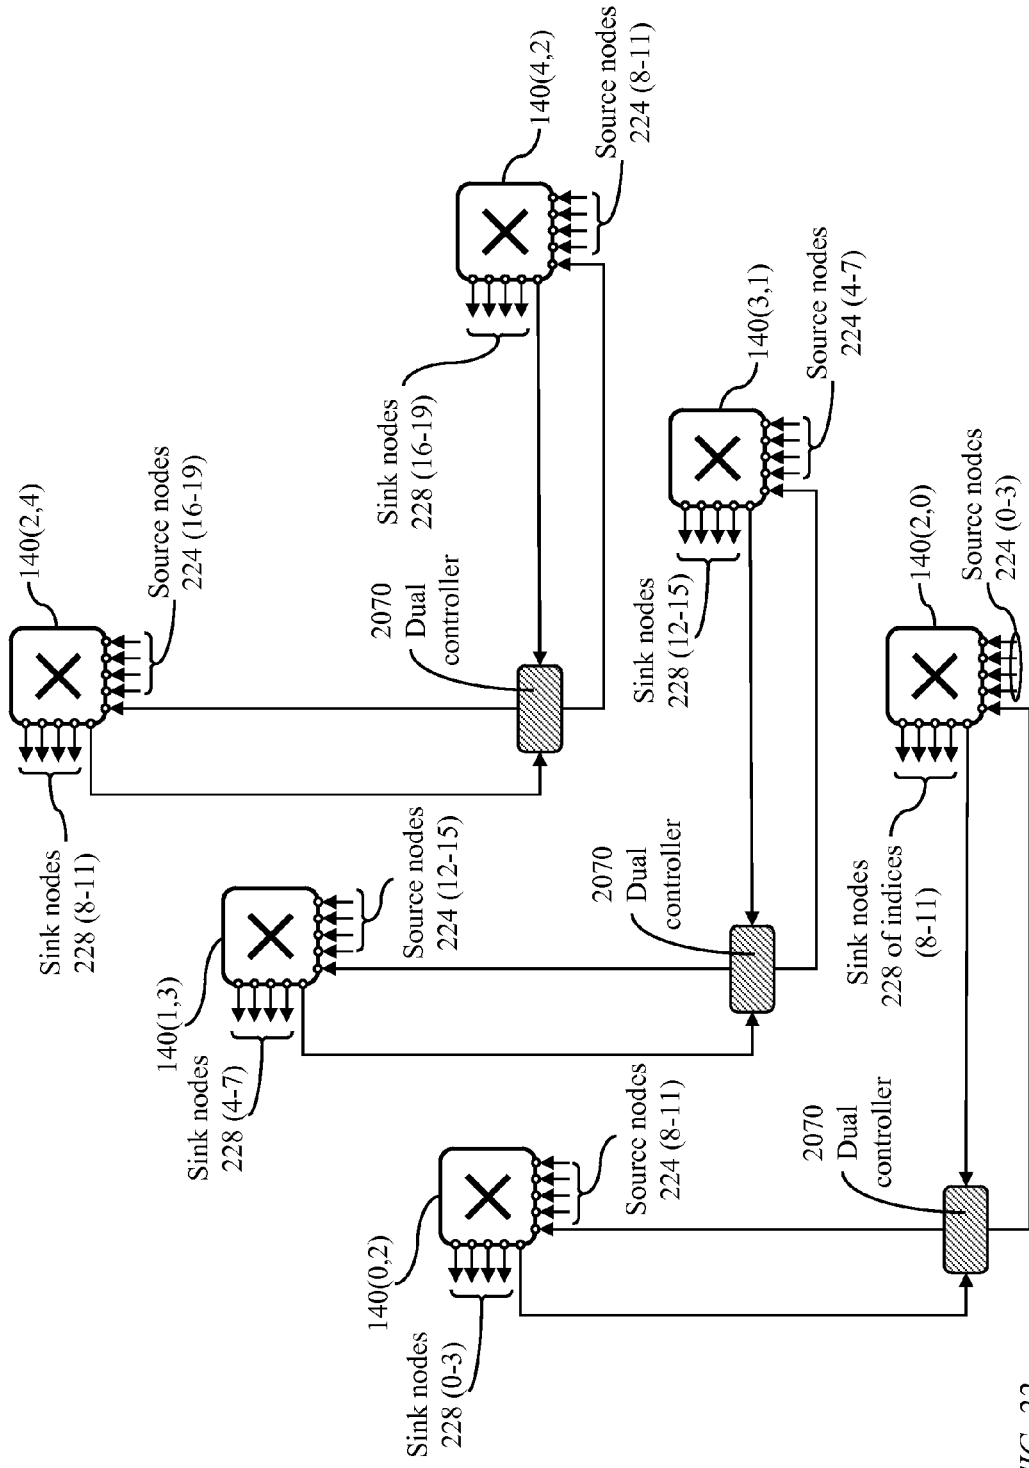 140(2,4)
Sink nodes
228 (8-11)
Source nodes
224 (16-19)
140(1,3)
Sink nodes
228 (4-7)
Source nodes
224 (12-15)
140(0,2)
Sink nodes
228 (0-3)
2070
Dual
controller
Sink nodes
228 (16-19)
140(4,2)
Source nodes
224 (8-11)
Source nodes
224 (8-11)
2070
Dual
controller
Sink nodes
228 (12-15)
140(3,1)
Source nodes
224 (4-7)
2070
Dual
controller
Sink nodes
228 of indices
(8-11)
140(2,0)
Source nodes
224 (0-3)
FIG. 22